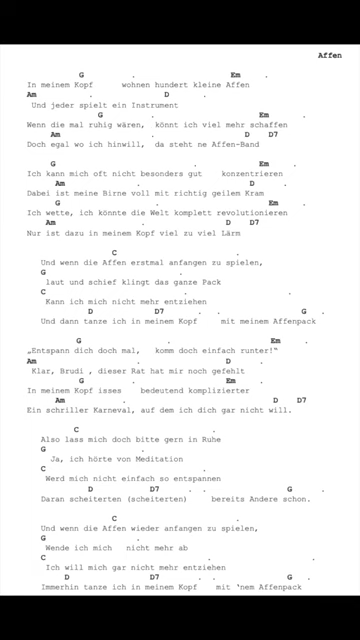 Affen
G . Em .
In meinem Kopf wohnen hundert kleine Affen
Am . D .
Und jeder spielt ein Instrument
G . Em .
Wenn die mal ruhig wären, könnt ich viel mehr schaffen
Am . D D7
Doch egal wo ich hinwill, da steht ne Affen-Band
G . Em .
Ich kann mich oft nicht besonders gut konzentrieren
Am . D .
Dabei ist meine Birne voll mit richtig geilem Kram
G . Em .
Ich wette, ich könnte die Welt komplett revolutionieren
Am . D D7
Nur ist dazu in meinem Kopf viel zu viel Lärm
C .
Und wenn die Affen erstmal anfangen zu spielen,
G .
laut und schief klingt das ganze Pack
C .
Kann ich mich nicht mehr entziehen
D D7 . . G .
Und dann tanze ich in meinem Kopf mit meinem Affenpack
G . Em .
„Entspann dich doch mal, komm doch einfach runter!“
Am . D .
Klar, Brudi , dieser Rat hat mir noch gefehlt
G . Em .
In meinem Kopf isses bedeutend komplizierter
Am . D D7
Ein schriller Karneval, auf dem ich dich gar nicht will.
C .
Also lass mich doch bitte gern in Ruhe
G .
Ja, ich hörte von Meditation
C .
Werd mich nicht einfach so entspannen
D D7 . . G .
Daran scheiterten (scheiterten) bereits Andere schon.
C .
Und wenn die Affen wieder anfangen zu spielen,
G .
Wende ich mich nicht mehr ab
C . .
Ich will mich gar nicht mehr entziehen
D D7 . . G .
Immerhin tanze ich in meinem Kopf mit ‘nem Affenpack